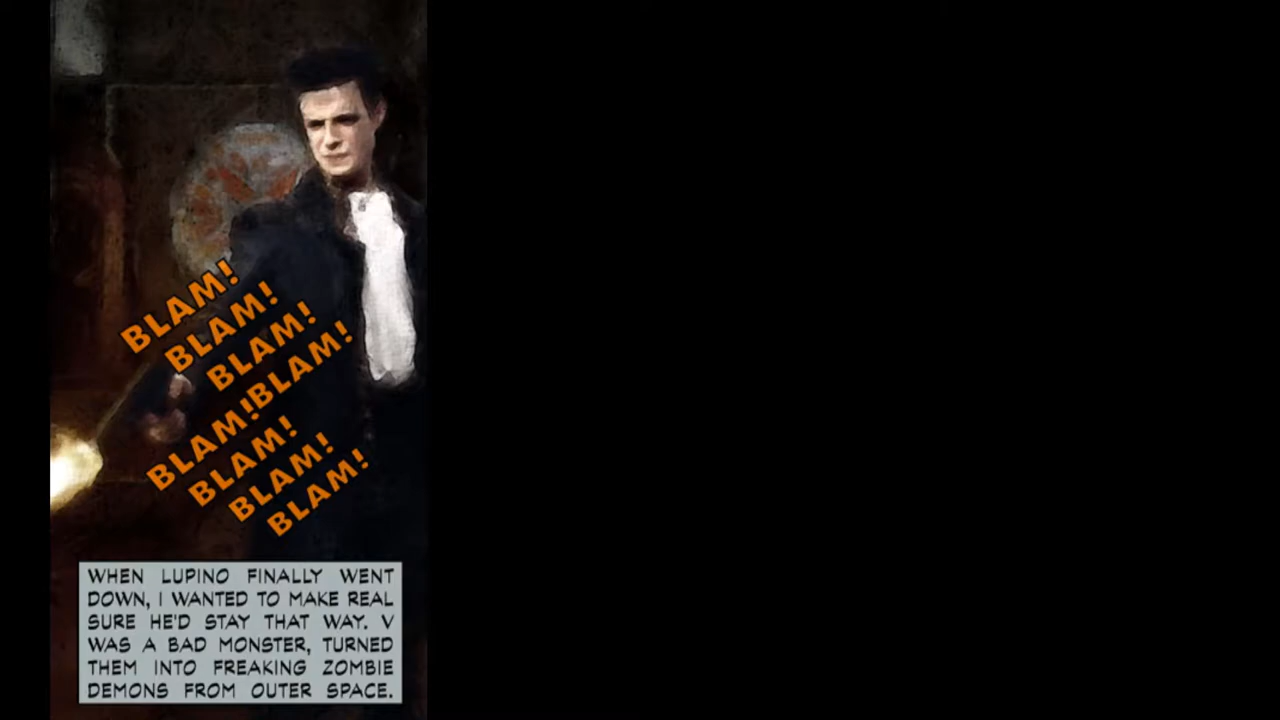 BLAM!
BLAM!
BLAM!
BLAM!
BLAM!
BLAM!
BLAM!
BLAM!
WHEN LUPINO FINALLY WENT
DOWN, I WANTED TO MAKE REAL
SURE HE'D STAY THAT WAY. V
WAS A BAD MONSTER, TURNED
THEM INTO FREAKING ZOMBIE
DEMONS FROM OUTER SPACE.